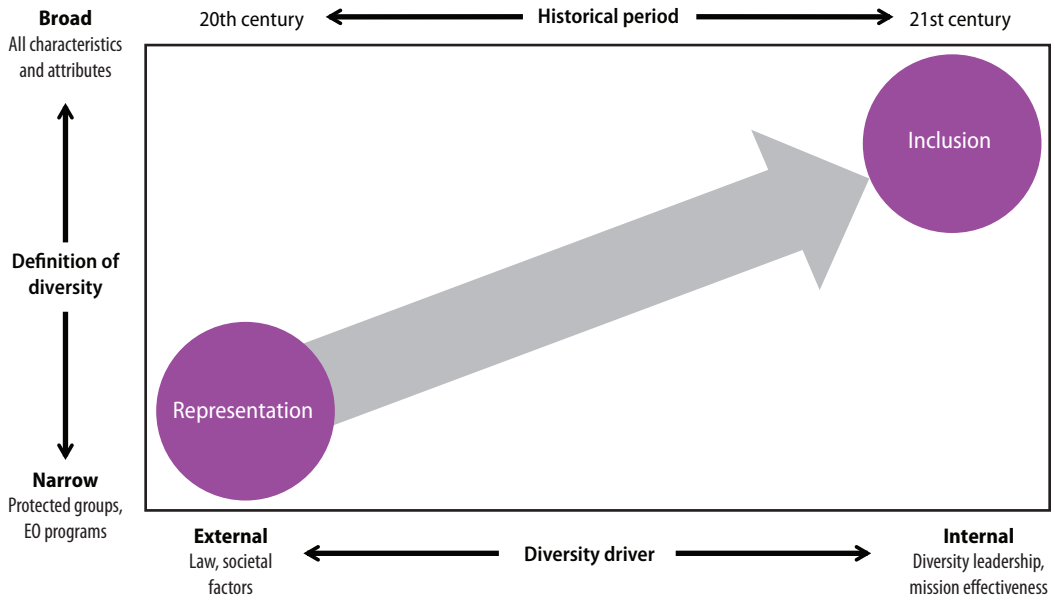 Broad
All characteristics
and attributes
20th century
Historical period
21st century
Inclusion
Definition of
diversity
Representation
Narrow
Protected groups,
EO programs
External
Law, societal
factors
Diversity driver
Internal
Diversity leadership,
mission effectiveness